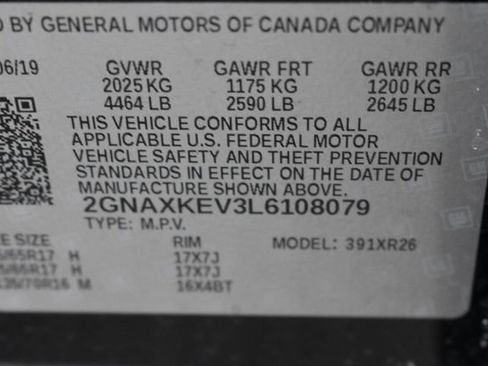 D BY GENERAL MOTORS OF CANADA COMPANY
06/19 GVWR GAWR FRT GAWR RR
2025 KG 1175 KG 1200 KG
4464 LB 2590 LB 2645 LB
THIS VEHICLE CONFORMS TO ALL
APPLICABLE U.S. FEDERAL MOTOR
VEHICLE SAFETY AND THEFT PREVENTION
STANDARDS IN EFFECT ON THE DATE OF
MANUFACTURE SHOWN ABOVE.
2GNAXKEV3L6108079
TYPE: M.P.V. MODEL: 391XR26
E SIZE RIM
/65R17 H 17X7J
/65R17 H 17X7J
/70R16 M 16X4BT